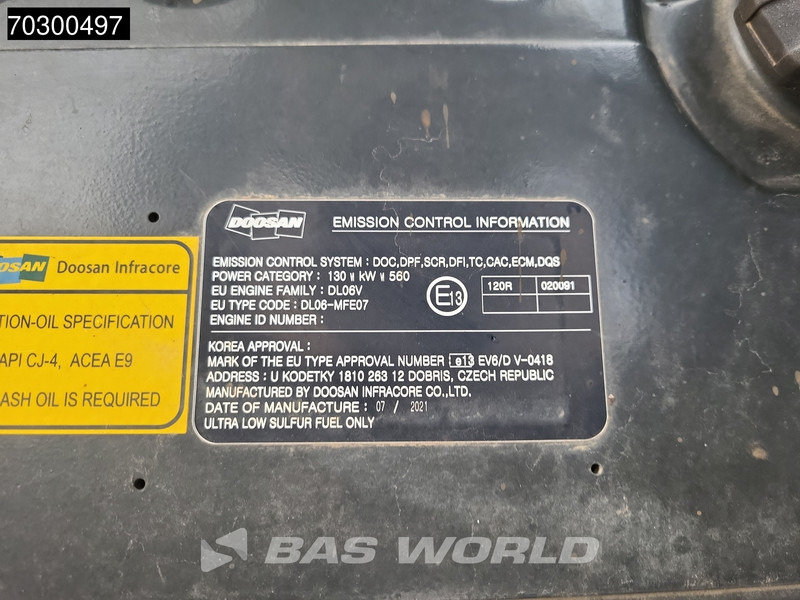 70300497
DOOSAN
EMISSION CONTROL INFORMATION
EMISSION CONTROL SYSTEM : DOC,DPF,SCR,DFI,TC,CAC,ECM,DQS
POWER CATEGORY : 130 ≤ kW ≤ 560
EU ENGINE FAMILY : DL06V
EU TYPE CODE : DL06-MFE07
ENGINE ID NUMBER :
E13
120R 020091
KOREA APPROVAL :
MARK OF THE EU TYPE APPROVAL NUMBER e13 EV6/D V-0418
ADDRESS : U KODETKY 1810 263 12 DOBRIS, CZECH REPUBLIC
MANUFACTURED BY DOOSAN INFRACORE CO.,LTD.
DATE OF MANUFACTURE : 07 / 2021
ULTRA LOW SULFUR FUEL ONLY
OSAN Doosan Infracore
TION-OIL SPECIFICATION
API CJ-4, ACEA E9
ASH OIL IS REQUIRED
BAS WORLD